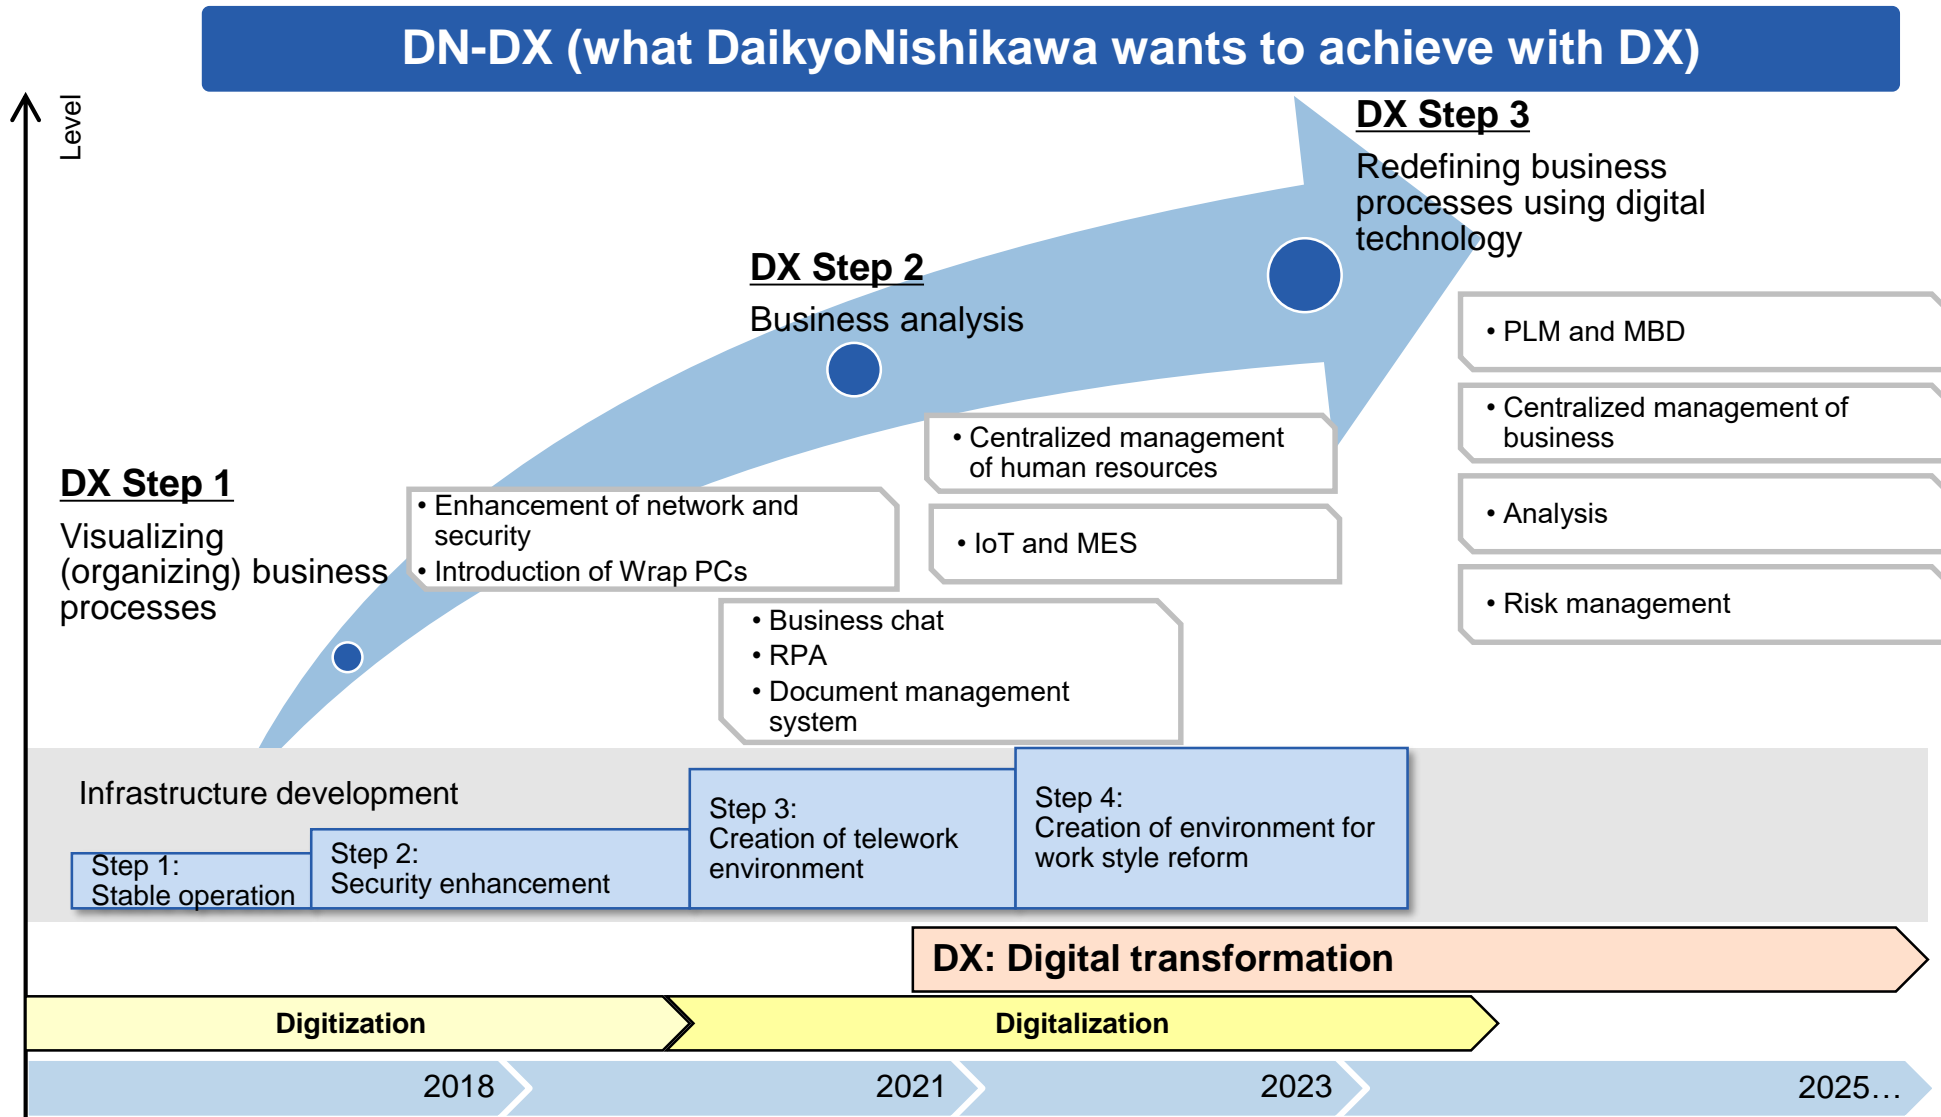 DN-DX (what DaikyoNishikawa wants to achieve with DX)
Level
DX Step 3
Redefining business
processes using digital
technology
DX Step 2
Business analysis
• PLM and MBD
• Centralized management of
business
• Analysis
• Risk management
• Centralized management
of human resources
• IoT and MES
DX Step 1
Visualizing
(organizing) business
processes
• Enhancement of network and
security
• Introduction of Wrap PCs
• Business chat
• RPA
• Document management
system
Infrastructure development
Step 1:
Stable operation
Step 2:
Security enhancement
Step 3:
Creation of telework
environment
Step 4:
Creation of environment for
work style reform
DX: Digital transformation
Digitization
Digitalization
2018
2021
2023
2025…